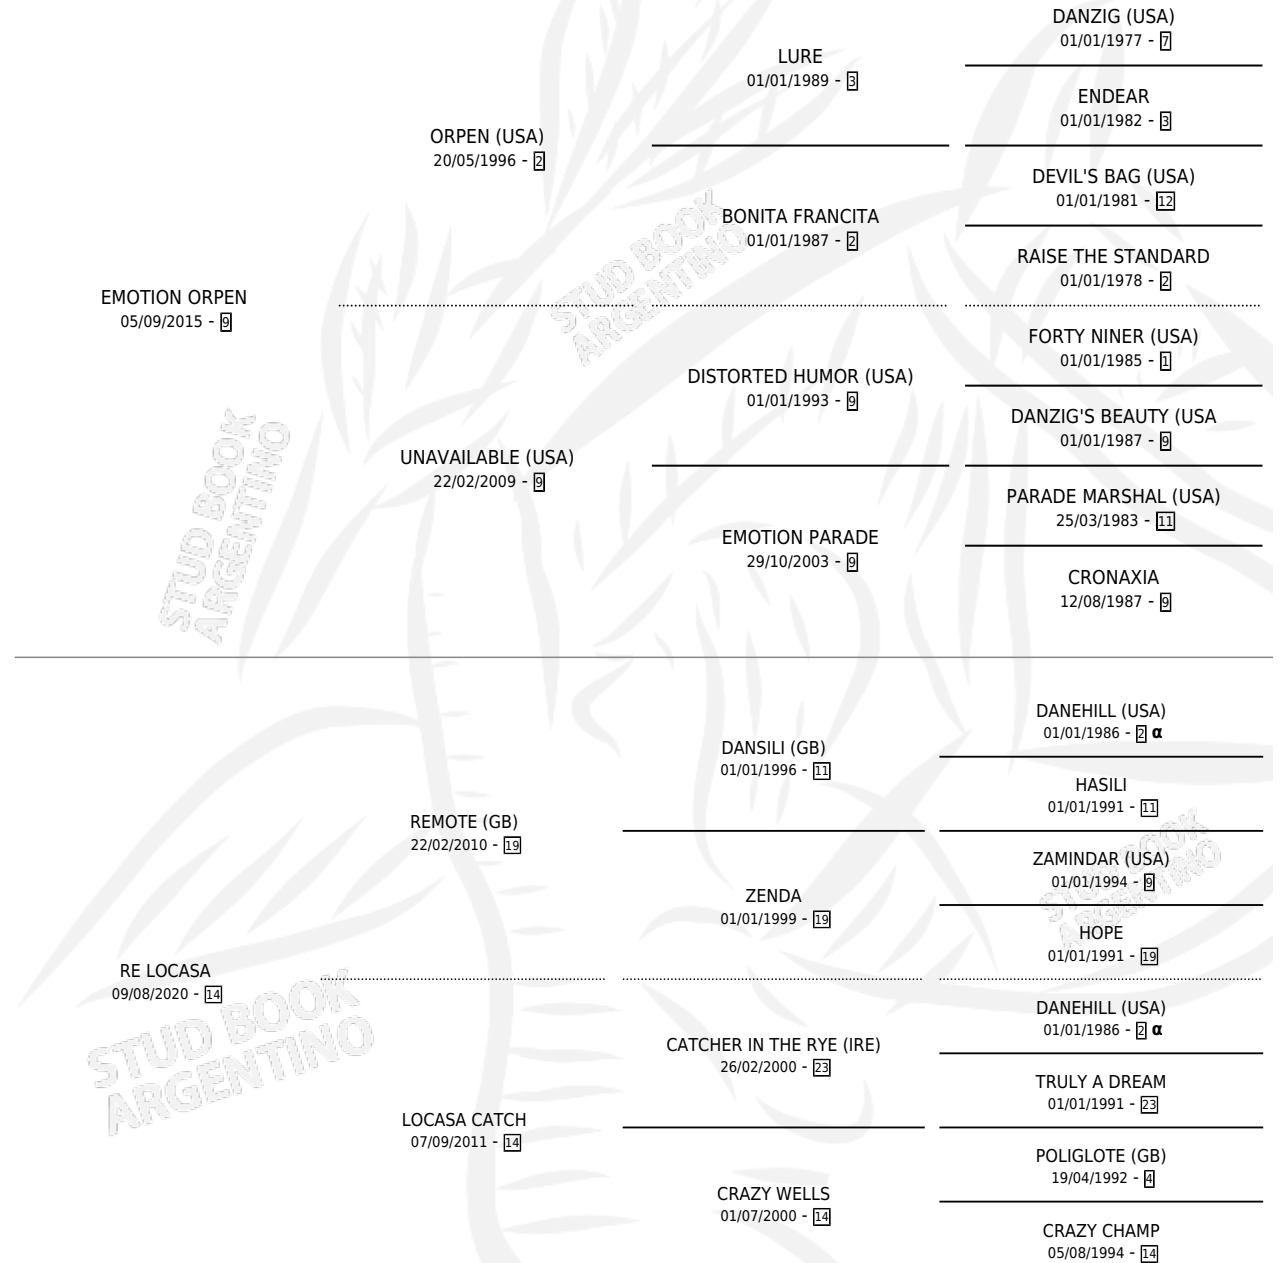 DANZIG (USA)
01/01/1977 - 7
LURE
01/01/1989 - 3
ENDEAR
01/01/1982 - 3
ORPEN (USA)
20/05/1996 - 2
DEVIL'S BAG (USA)
01/01/1981 - 12
BONITA FRANCITA
01/01/1987 - 2
RAISE THE STANDARD
01/01/1978 - 2
EMOTION ORPEN
05/09/2015 - 9
FORTY NINER (USA)
01/01/1985 - 1
DISTORTED HUMOR (USA)
01/01/1993 - 9
DANZIG'S BEAUTY (USA
01/01/1987 - 9
UNAVAILABLE (USA)
22/02/2009 - 9
PARADE MARSHAL (USA)
25/03/1983 - 11
EMOTION PARADE
29/10/2003 - 9
CRONAXIA
12/08/1987 - 9
STUD BOOK
ARGENTINO
STUD BOOK
ARGENTINO
DANEHILL (USA)
01/01/1986 - 2 α
DANSILI (GB)
01/01/1996 - 11
HASILI
01/01/1991 - 11
REMOTE (GB)
22/02/2010 - 19
ZAMINDAR (USA)
01/01/1994 - 9
ZENDA
01/01/1999 - 19
HOPE
01/01/1991 - 19
RE LOCASA
09/08/2020 - 14
DANEHILL (USA)
01/01/1986 - 2 α
CATCHER IN THE RYE (IRE)
26/02/2000 - 23
TRULY A DREAM
01/01/1991 - 23
LOCASA CATCH
07/09/2011 - 14
POLIGLOTE (GB)
19/04/1992 - 4
CRAZY WELLS
01/07/2000 - 14
CRAZY CHAMP
05/08/1994 - 14
STUD BOOK
ARGENTINO
STUD BOOK
ARGENTINO